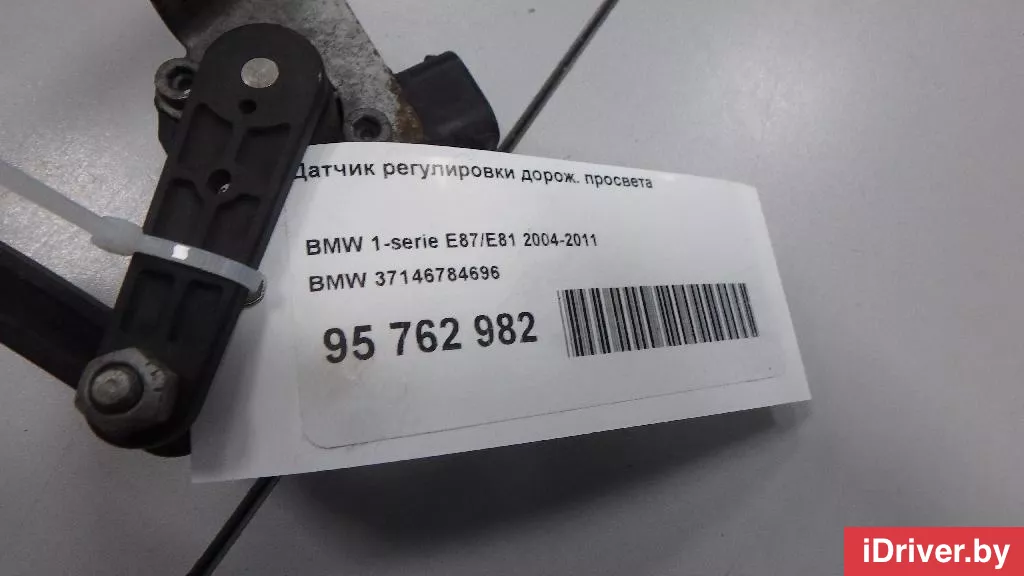 Датчик регулировки дорож. просвета
BMW 1-serie E87/E81 2004-2011
BMW 37146784696
95 762 982
iDriver.by